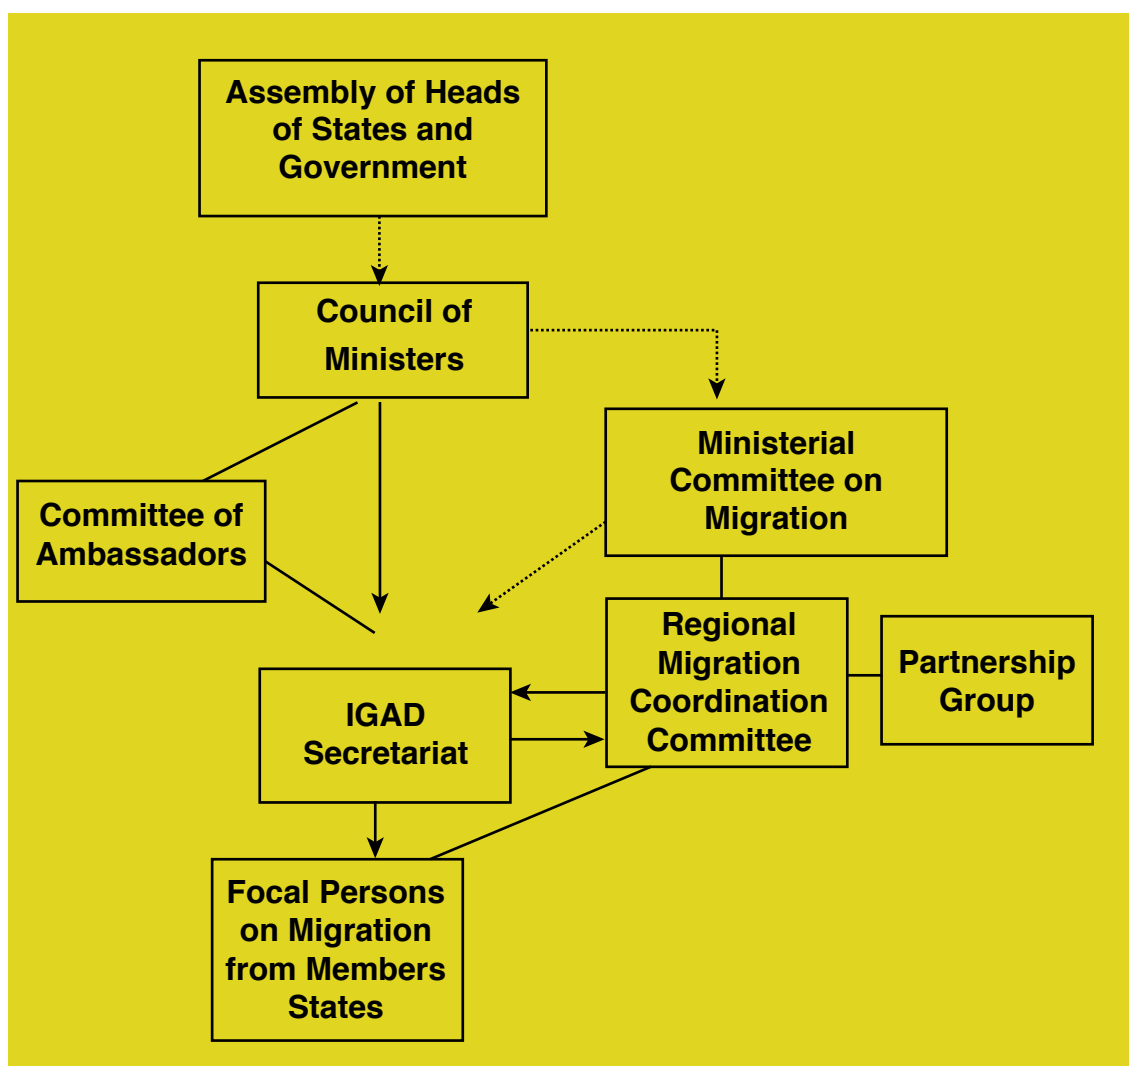 Assembly of Heads
of States and
Government
Council of
Ministers
Ministerial
Committee on
Migration
Committee of
Ambassadors
Regional
Migration
Coordination
Committee
Partnership
Group
IGAD
Secretariat
Focal Persons
on Migration
from Members
States